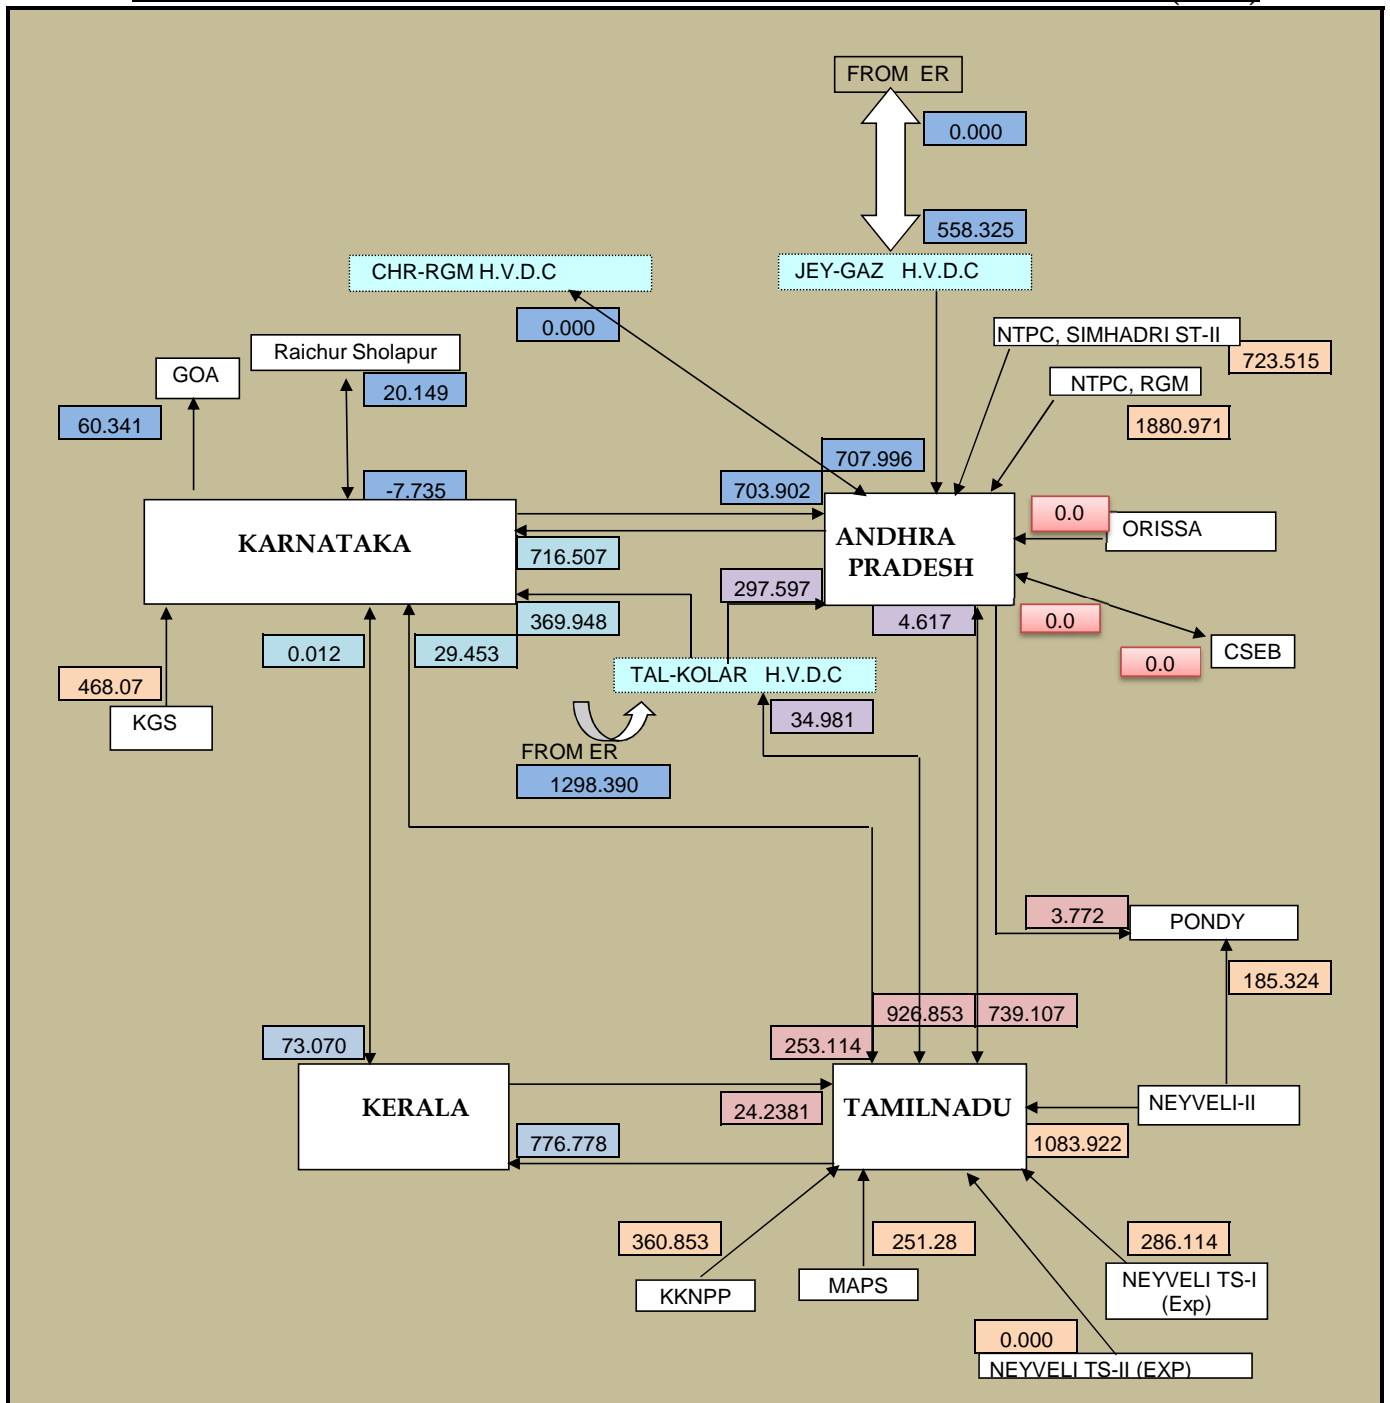 FROM ER
0.000
558.325
CHR-RGM H.V.D.C
JEY-GAZ H.V.D.C
0.000
NTPC, SIMHADRI ST-II
Raichur Sholapur
723.515
GOA
NTPC, RGM
20.149
60.341
1880.971
707.996
-7.735
703.902
0.0
ORISSA
KARNATAKA
ANDHRA
PRADESH
716.507
297.597
369.948
4.617
0.0
0.012
29.453
CSEB
0.0
468.07
TAL-KOLAR H.V.D.C
KGS
34.981
FROM ER
1298.390
3.772
PONDY
185.324
926.853
739.107
73.070
253.114
KERALA
24.2381
TAMILNADU
NEYVELI-II
776.778
1083.922
360.853
251.28
286.114
KKNPP
MAPS
NEYVELI TS-I
(Exp)
0.000
NEYVELI TS-II (EXP)